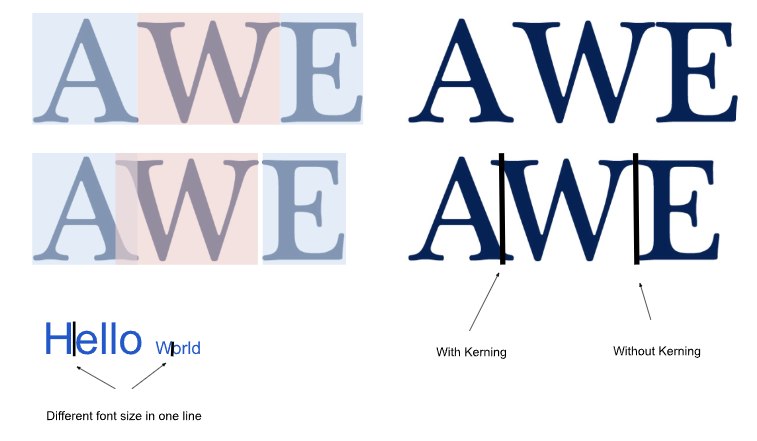 AWE AWE
AWE AWE
Hello World
With Kerning
Without Kerning
Different font size in one line